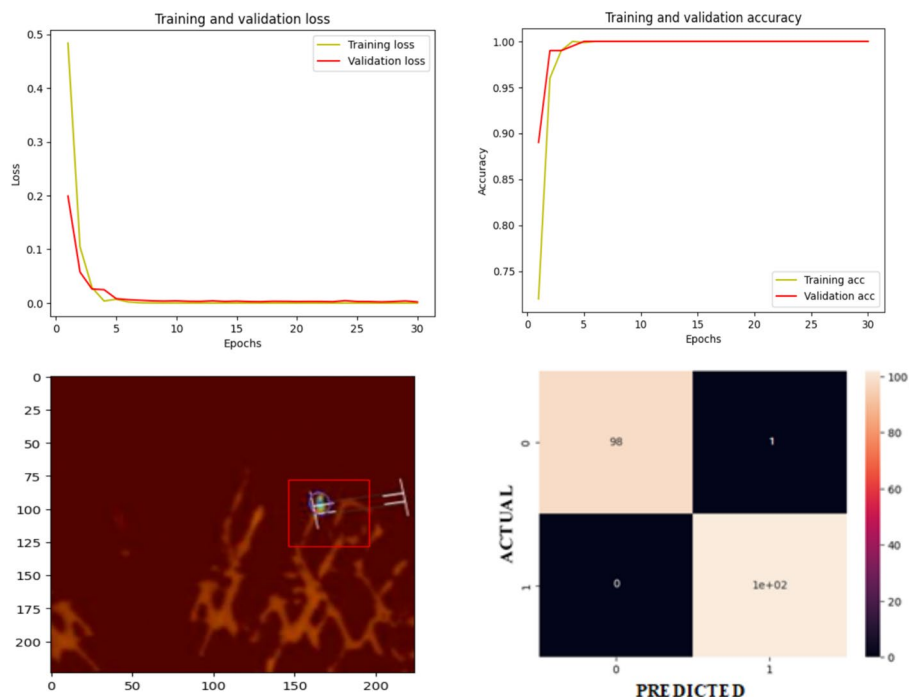 Training and validation loss
0.5
0.4
0.3
0.2
0.1
0.0
Loss
Training loss
Validation loss
0 5 10 15 20 25 30
Epochs
Training and validation accuracy
1.00
0.95
0.90
0.85
0.80
0.75
Accuracy
Training acc
Validation acc
0 5 10 15 20 25 30
Epochs
0
25
50
75
100
125
150
175
200
0 50 100 150 200
98 1
0 1e+02
ACTUAL
0
1
0 1
PREDICTED
100
80
60
40
20
0